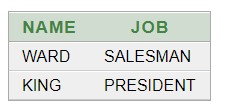 NAME JOB
WARD SALESMAN
KING PRESIDENT